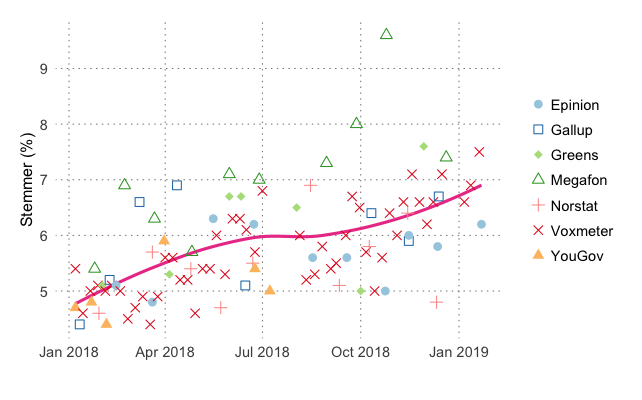 Stemmer (%)
9
8
7
6
5
Jan 2018
Apr 2018
Jul 2018
Oct 2018
Jan 2019
Epinion
Gallup
Greens
Megafon
Norstat
Voxmeter
YouGov